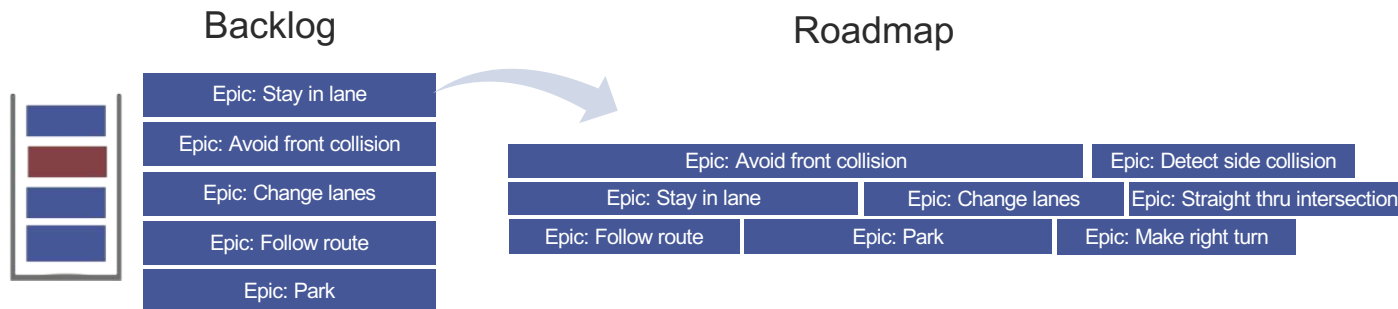 Backlog
Epic: Stay in lane
Epic: Avoid front collision
Epic: Change lanes
Epic: Follow route
Epic: Park
Roadmap
Epic: Avoid front collision
Epic: Detect side collision
Epic: Stay in lane
Epic: Change lanes
Epic: Straight thru intersection
Epic: Follow route
Epic: Park
Epic: Make right turn